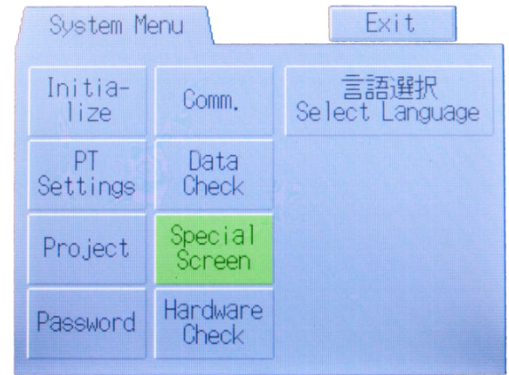 System Menu
Exit
Initia-
lize
Comm.
言語選択
Select Language
PT
Settings
Data
Check
Project
Special
Screen
Password
Hardware
Check